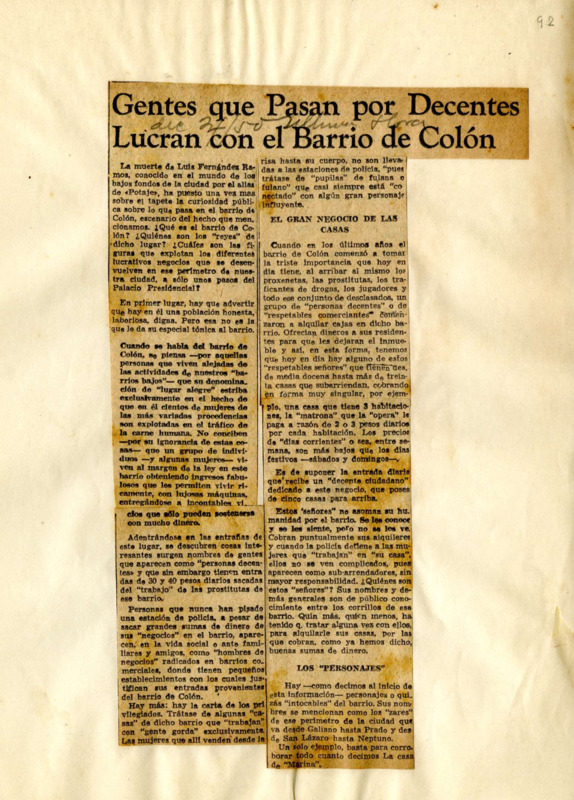 92
Gentes que Pasan por Decentes
Lucran con el Barrio de Colón
dic /50
La muerte de Luis Fernández Ra-
mos, conocido en el mundo de los
bajos fondos de la ciudad por el alias
de «Potaje», ha puesto una vez más
sobre el tapete la curiosidad públi-
ca sobre lo que pasa en el barrio de
Colón, escenario del hecho que men,
cionamos. ¿Qué es el barrio de Co-
lón? ¿Quiénes son los "reyes" de
dicho lugar? ¿Cuáles son las fi-
guras que explotan los diferentes
lucrativos negocios que se desen-
vuelven en ese perímetro de nues-
tra ciudad, a sólo unos pasos del
Palacio Presidencial?
En primer lugar, hay que advertir
que hay en él una población honesta,
laboriosa, digna. Pero esa no es la
que le da su especial tónica al barrio.
Cuando se habla del barrio de
Colón, se piensa —por aquellas
personas que viven alejadas de
las actividades de nuestros "ba-
rrios bajos"— que su denomina,
ción de "lugar alegre" estriba
exclusivamente en el hecho de
que en él cientos de mujeres de
las más variadas procedencias
son explotadas en el tráfico de
la carne humana. No conciben
—por su ignorancia de estas co-
sas— que un grupo de indivi-
duos —y algunas mujeres— vi-
ven al margen de la ley en este
barrio obteniendo ingresos fabu-
losos que les permiten vivir ri-
camente, con lujosas máquinas,
entregándose a incontables vi..
cios que sólo pueden sostenerse
con mucho dinero.
Adentrándose en las entrañas de
este lugar, se descubren cosas inte-
resantes surgen nombres de gentes
que aparecen como "personas decen-
tes» y que sin embargo tienen entra
das de 30 y 40 pesos diarios sacadas
del "trabajo" de las prostitutas de
ese barrio.
Personas que nunca han pisado
una estación de policía, a pesar de
sacar grandes sumas de dinero de
sus "negocios" en el barrio, apare-
cen, en la vida social o ante fami-
liares y amigos, como "hombres de
negocios" radicados en barrios co-
merciales, donde tienen pequeños
establecimientos con los cuales jus-
tifican sus entradas provenientes
del barrio de Colón.
Hay más: hay la carta de los pri
vilegiados. Trátase de algunas "ca-
sas" de dicho barrio que "trabajan"
con "gente gorda" exclusivamente
Las mujeres que allí venden desde la
risa hasta su cuerpo, no son lleva-
das a las estaciones de policía, "pues
trátase de "pupilas" de fulana o
fulano" que casi siempre está "co-
nectado" con algún gran personaje
influyente.
EL GRAN NEGOCIO DE LAS
CASAS
Cuando en los últimos años el
barrio de Colón comenzó a tomar
la triste importancia que hoy en
día tiene, al arribar al mismo los
proxenetas, las prostitutas, los tra-
ficantes de drogas, los jugadores y
todo ese conjunto de desclasados, un
grupo de "personas decentes" o de
"respetables comerciantes" comen-
zaron a alquilar cajas en dicho ba-
rrio. Ofrecían dineros a sus residen-
tes para que les dejaran el inmue-
ble y así, en esta forma, tenemos
que hoy en día hay alguno de estos
"respetables señores" que tienen des,
de media docena hasta más de trein-
ta casas que subarriendan, cobrando
en forma muy singular, por ejem-
plo, una casa que tiene 3 habitacio-
nes, la "matrona" que la "opera" le
paga a razón de 2 o 3 pesos diarios
por cada habitación. Los precios
de "días corrientes" o sea, entre se-
mana, son más bajos que los días
festivos —sábados y domingos—.
Es de suponer la entrada diaria
que recibe un "decente ciudadano"
dedicado a este negocio, que posee
de cinco casas para arriba.
Estos 'señores" no asoman su hu-
manidad por el barrio. Se les conoce
y se les siente, pero no se les ve.
Cobran puntualmente sus alquileres
y cuando la policía detiene a las mu-
jeres que "trabajan" en "su casa",
ellos no se ven complicados, pues
aparecen como sub-arrendadores, sin
mayor responsabilidad. ¿Quiénes son
estos "señores"? Sus nombres y de-
más generales son de público cono-
cimiento entre los corrillos de ese
barrio. Quin más, quien menos, ha
tenido q. tratar alguna vez con ellos,
para alquilarle sus casas, por las
que cobran, como ya hemos dicho,
buenas sumas de dinero.
LOS "PERSONAJES"
Hay —como decimos al inicio de
esta información— personajes o qui-
zás "intocables" del barrio. Sus nom-
bres se mencionan como los "zares"
de ese perímetro de la ciudad que
va desde Galiano hasta Prado y des
de San Lázaro hasta Neptuno.
Un solo ejemplo, basta para corro-
borar todo cuanto decimos La casa
de "Marina".